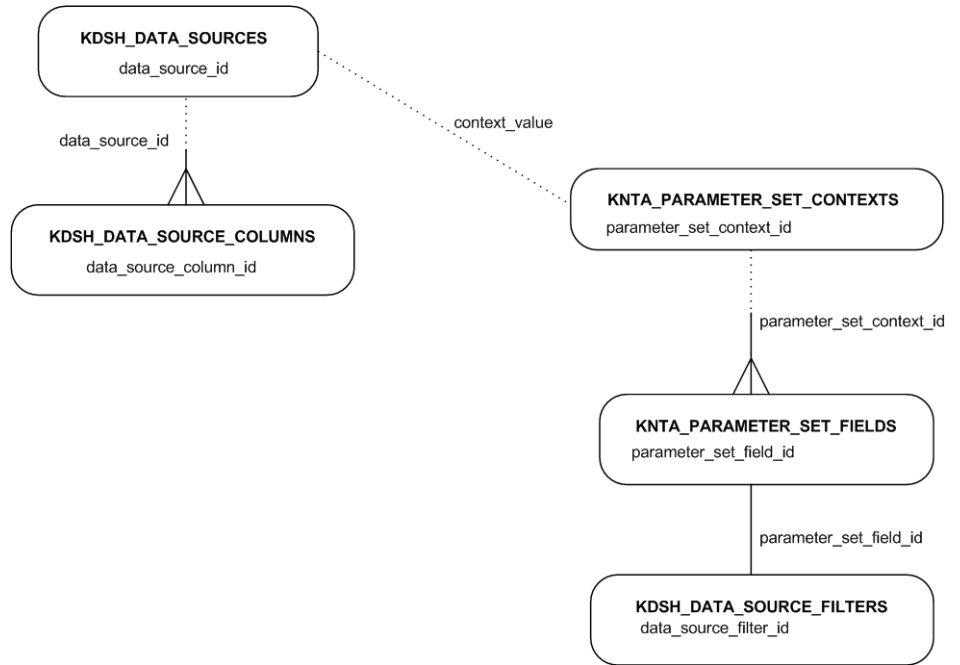 KDSH_DATA_SOURCES
data_source_id
data_source_id
context_value
KDSH_DATA_SOURCE_COLUMNS
data_source_column_id
KNTA_PARAMETER_SET_CONTEXTS
parameter_set_context_id
parameter_set_context_id
KNTA_PARAMETER_SET_FIELDS
parameter_set_field_id
parameter_set_field_id
KDSH_DATA_SOURCE_FILTERS
data_source_filter_id